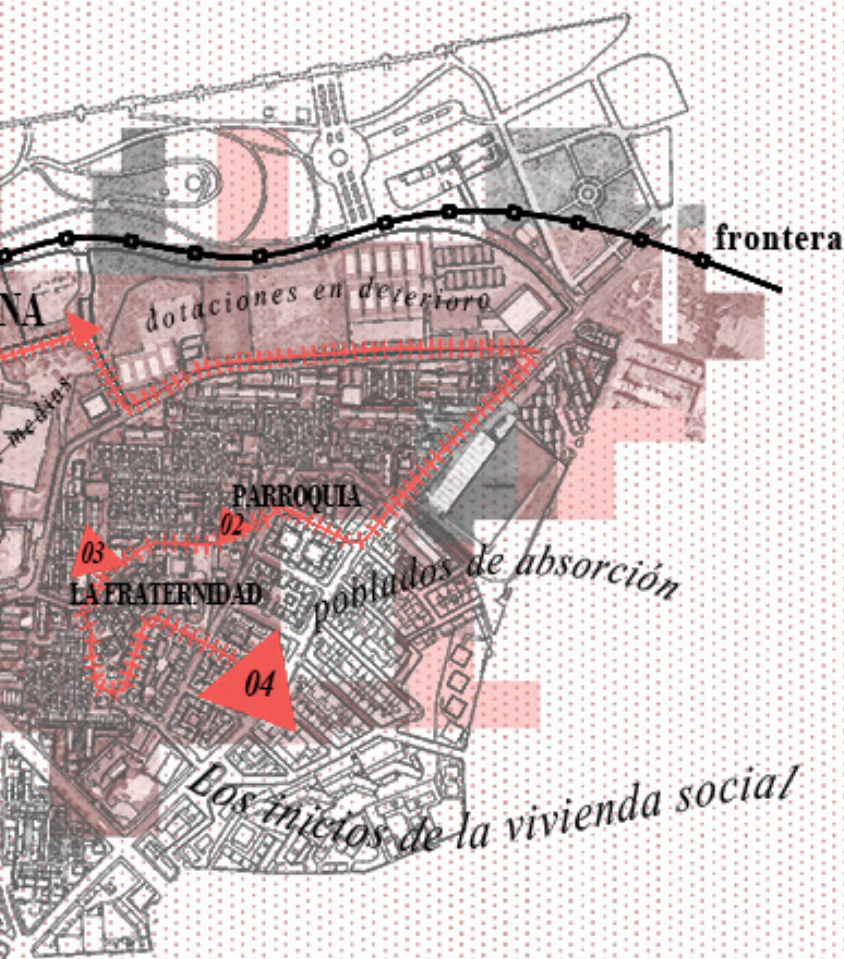 frontera
NA
dotaciones en deterioro
medias
PARROQUIA
02
03
LA FRATERNIDAD
poblados de absorción
04
Los inicios de la vivienda social